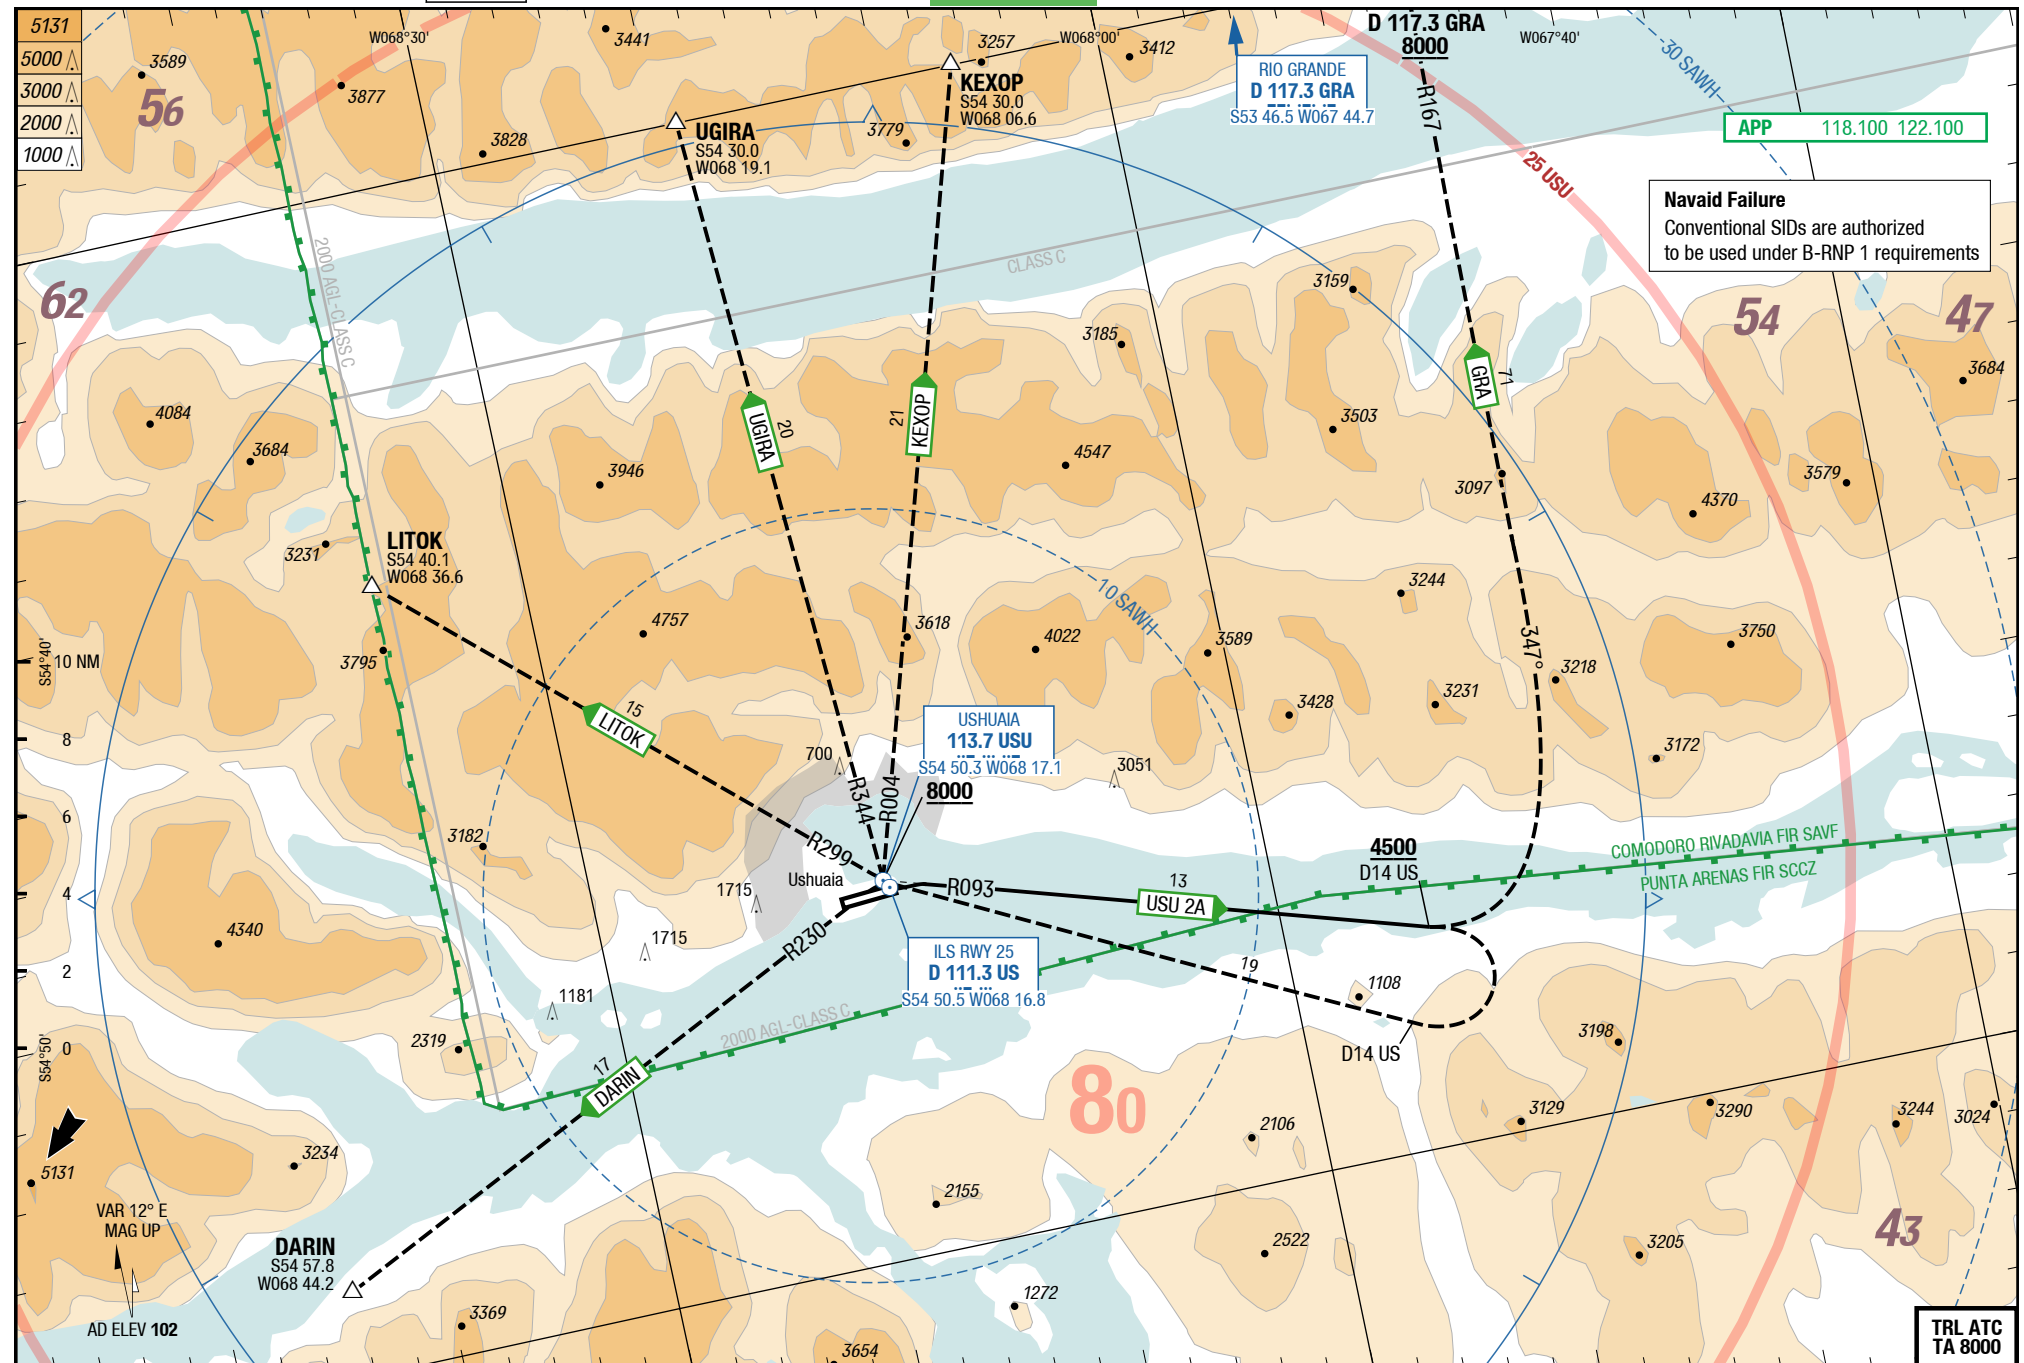 5131
5000
3000
2000
1000
3589
56
3877
W068°30'
3441
3828
UGIRA
S54 30.0
W068 19.1
3257
KEXOP
S54 30.0
W068 06.6
3779
W068°00'
3412
RIO GRANDE
D 117.3 GRA
S53 46.5 W067 44.7
D 117.3 GRA
8000
R167
W067°40'
30 SAWH
25 USU
APP 118.100 122.100
Navaid Failure
Conventional SIDs are authorized
to be used under B-RNP 1 requirements
62
2000 AGL-CLASS C
CLASS C
3159
3185
54
47
3684
4084
3684
UGIRA
20
21
KEXOP
GRA
71
3503
3946
4547
3097
4370
3579
3231
LITOK
S54 40.1
W068 36.6
10 SAWH
3244
S54°40'
10 NM
3795
4757
3618
4022
3589
347°
3218
3750
15
LITOK
3428
3231
8
700
USHUAIA
113.7 USU
S54 50.3 W068 17.1
8000
3051
3172
6
3182
R299
R344
R004
4500
D14 US
COMODORO RIVADAVIA FIR SAVF
PUNTA ARENAS FIR SCCZ
4
1715
Ushuaia
R093
13
USU 2A
4340
1715
R230
ILS RWY 25
D 111.3 US
S54 50.5 W068 16.8
19
1108
2
1181
2000 AGL-CLASS C
3198
S54°50'
0
2319
D14 US
17
DARIN
80
3129
3290
3244
3024
2106
5131
3234
2155
VAR 12° E
MAG UP
DARIN
S54 57.8
W068 44.2
2522
3205
43
AD ELEV 102
3369
1272
3654
TRL ATC
TA 8000